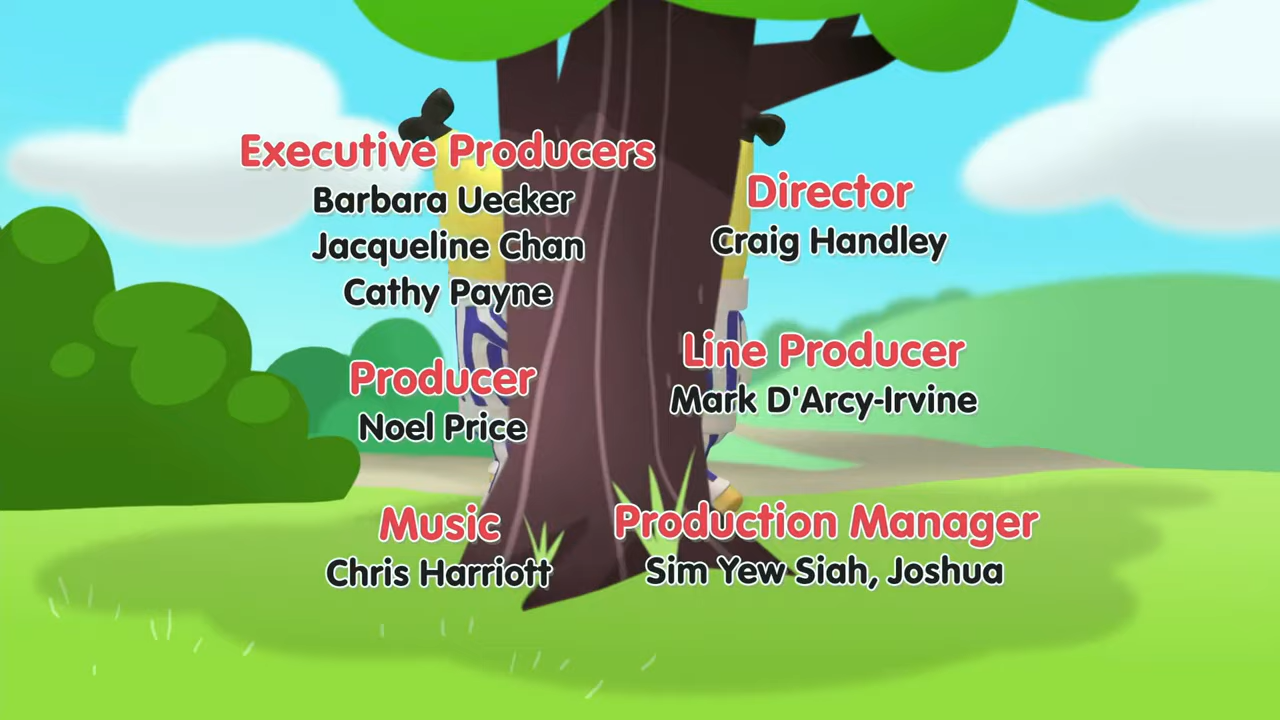 Executive Producers
Barbara Uecker
Jacqueline Chan
Cathy Payne
Producer
Noel Price
Music
Chris Harriott
Director
Craig Handley
Line Producer
Mark D'Arcy-Irvine
Production Manager
Sim Yew Siah, Joshua